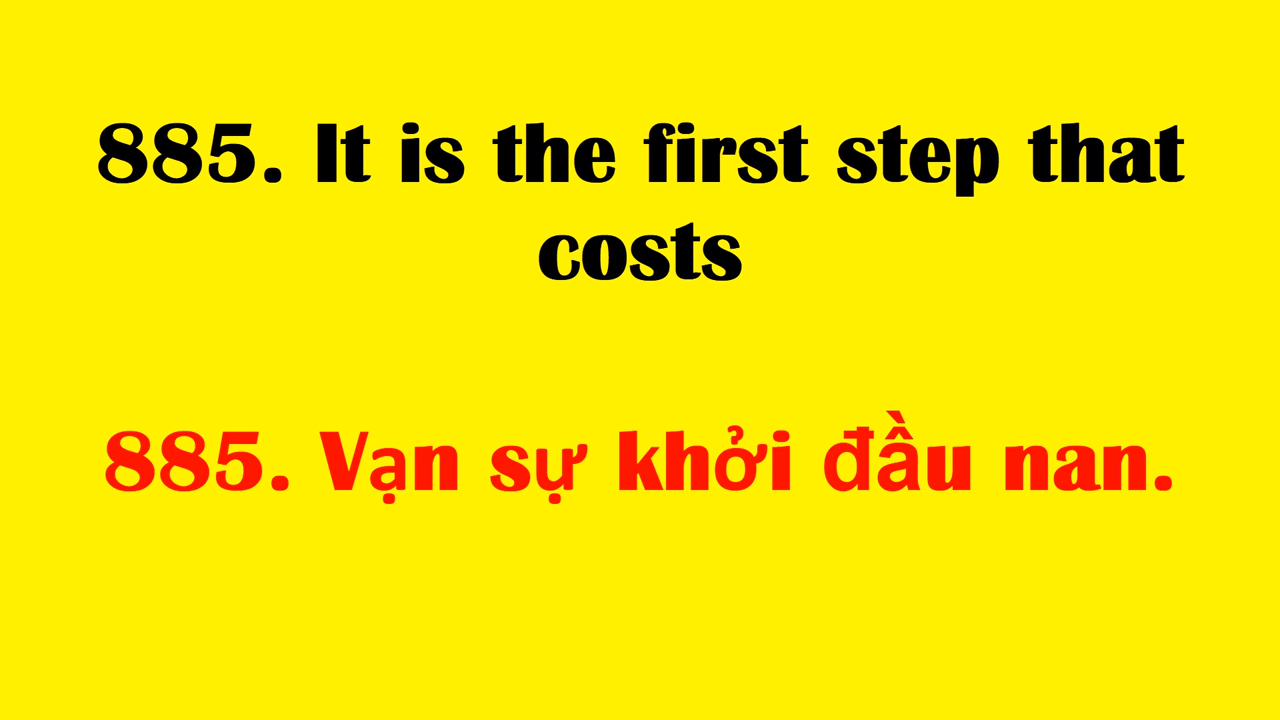 885. It is the first step that
costs
885. Vạn sự khởi đầu nan.